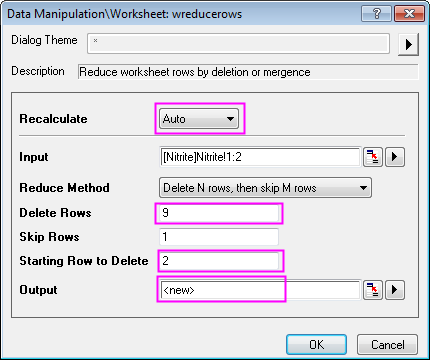 Data Manipulation\Worksheet: wreducerows
Dialog Theme *
Description Reduce worksheet rows by deletion or mergence
Recalculate Auto
Input [Nitrite]Nitrite!1:2
Reduce Method Delete N rows, then skip M rows
Delete Rows 9
Skip Rows 1
Starting Row to Delete 2
Output <new>
OK Cancel